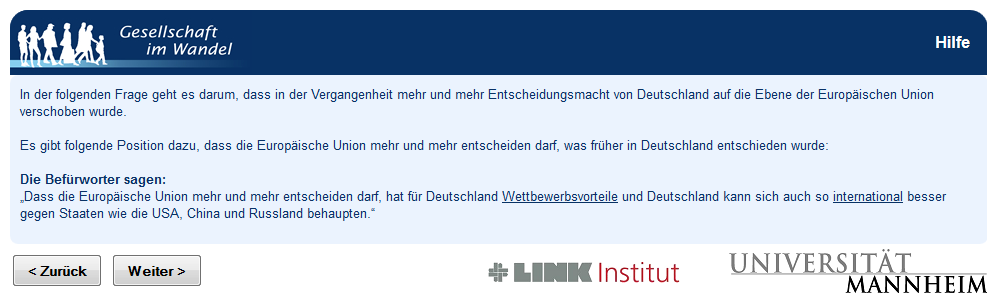 Gesellschaft
im Wandel
Hilfe
In der folgenden Frage geht es darum, dass in der Vergangenheit mehr und mehr Entscheidungsmacht von Deutschland auf die Ebene der Europäischen Union
verschoben wurde.
Es gibt folgende Position dazu, dass die Europäische Union mehr und mehr entscheiden darf, was früher in Deutschland entschieden wurde:
Die Befürworter sagen:
„Dass die Europäische Union mehr und mehr entscheiden darf, hat für Deutschland Wettbewerbsvorteile und Deutschland kann sich auch so international besser
gegen Staaten wie die USA, China und Russland behaupten.“
< Zurück
Weiter >
LINK Institut
UNIVERSITÄT
MANNHEIM